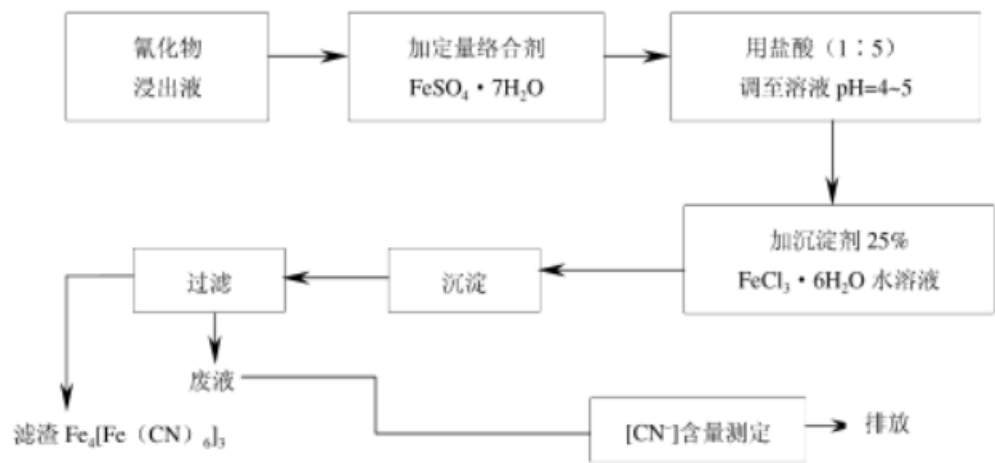 氰化物
浸出液
加定量络合剂
FeSO₄・7H₂O
用盐酸（1∶5）
调至溶液 pH=4~5
加沉淀剂 25%
FeCl₃・6H₂O 水溶液
沉淀
过滤
废液
滤渣 Fe₄[Fe（CN）₆]₃
[CN⁻]含量测定
排放